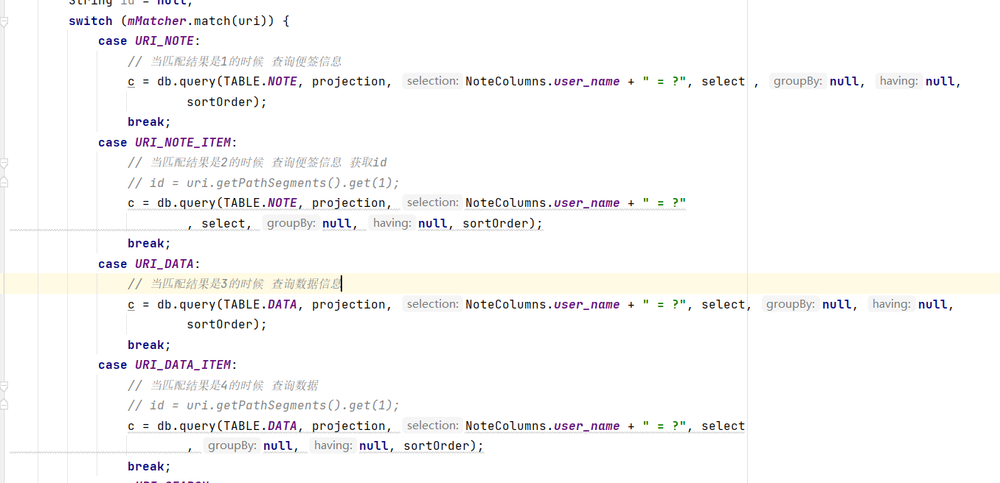 String id = null;
switch (mMatcher.match(uri)) {
case URI_NOTE:
// 当匹配结果是1的时候 查询便签信息
c = db.query(TABLE.NOTE, projection, selection: NoteColumns.user_name + " = ?", select , groupBy: null, having: null,
sortOrder);
break;
case URI_NOTE_ITEM:
// 当匹配结果是2的时候 查询便签信息 获取id
// id = uri.getPathSegments().get(1);
c = db.query(TABLE.NOTE, projection, selection: NoteColumns.user_name + " = ?"
, select, groupBy: null, having: null, sortOrder);
break;
case URI_DATA:
// 当匹配结果是3的时候 查询数据信息
c = db.query(TABLE.DATA, projection, selection: NoteColumns.user_name + " = ?", select, groupBy: null, having: null,
sortOrder);
break;
case URI_DATA_ITEM:
// 当匹配结果是4的时候 查询数据
// id = uri.getPathSegments().get(1);
c = db.query(TABLE.DATA, projection, selection: NoteColumns.user_name + " = ?", select
, groupBy: null, having: null, sortOrder);
break;